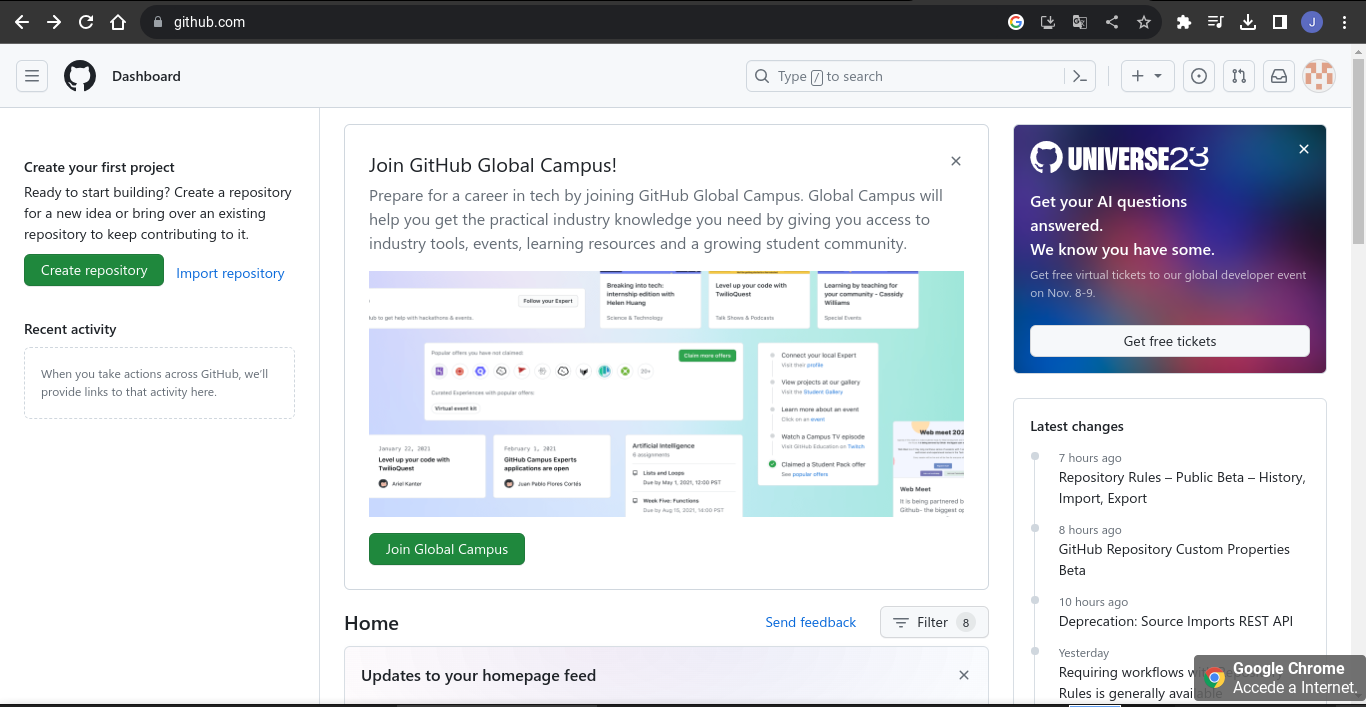 github.com
J
Dashboard
Type / to search
Create your first project
Ready to start building? Create a repository
for a new idea or bring over an existing
repository to keep contributing to it.
Create repository
Import repository
Recent activity
When you take actions across GitHub, we'll
provide links to that activity here.
Join GitHub Global Campus!
Prepare for a career in tech by joining GitHub Global Campus. Global Campus will
help you get the practical industry knowledge you need by giving you access to
industry tools, events, learning resources and a growing student community.
Follow your Expert
ub to get help with hackathons & events.
Breaking into tech:
internship edition with
Helen Huang
Science & Technology
Level up your code with
TwilioQuest
Talk Shows & Podcasts
Learning by teaching for
your community - Cassidy
Williams
Special Events
Popular offers you have not claimed:
Claim more offers
20+
Curated Experiences with popular offers:
Virtual event kit
January 22, 2021
Level up your code with
TwilioQuest
Ariel Kanter
February 1, 2021
GitHub Campus Experts
applications are open
Juan Pablo Flores Cortés
Artificial Intelligence
6 assignments
Lists and Loops
Due by May 1, 2021, 12:00 PST
Week Five: Functions
Due by Aug 15, 2021, 14:00 PST
Connect your local Expert
Visit their profile
View projects at our gallery
Visit the Student Gallery
Learn more about an event
Click on an event
Watch a Campus TV episode
Visit GitHub Education on Twitch
Claimed a Student Pack offer
See popular offers
Web meet 202
Web Meet
It is being partnered b
Github- the biggest op
Join Global Campus
Home
Send feedback
Filter 8
Updates to your homepage feed
UNIVERSE23
Get your AI questions
answered.
We know you have some.
Get free virtual tickets to our global developer event
on Nov. 8-9.
Get free tickets
Latest changes
7 hours ago
Repository Rules – Public Beta – History,
Import, Export
8 hours ago
GitHub Repository Custom Properties
Beta
10 hours ago
Deprecation: Source Imports REST API
Yesterday
Requiring workflows with Repository
Rules is generally available
Google Chrome
Accede a Internet.